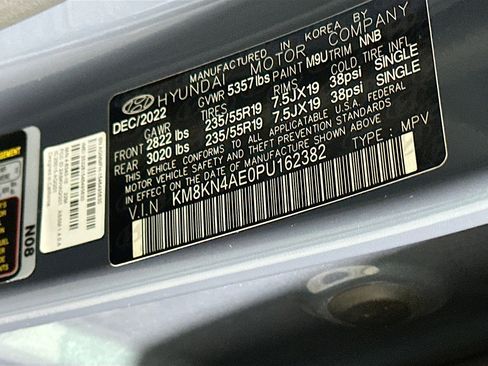 MANUFACTURED IN KOREA BY
HYUNDAI MOTOR COMPANY
DEC/2022 GVWR 5357lbs PAINT M9U TRIM NNB
GAWR TIRES RIMS COLD TIRE INFL
FRONT 2822 lbs 235/55R19 7.5JX19 38psi SINGLE
REAR 3020 lbs 235/55R19 7.5JX19 38psi SINGLE
THIS VEHICLE CONFORMS TO ALL APPLICABLE U.S.A. FEDERAL
MOTOR VEHICLE SAFETY AND THEFT PREVENTION STANDARDS
IN EFFECT ON THE DATE OF MANUFACTURE SHOWN ABOVE.
V.I.N KM8KN4AE0PU162382 TYPE : MPV
N08